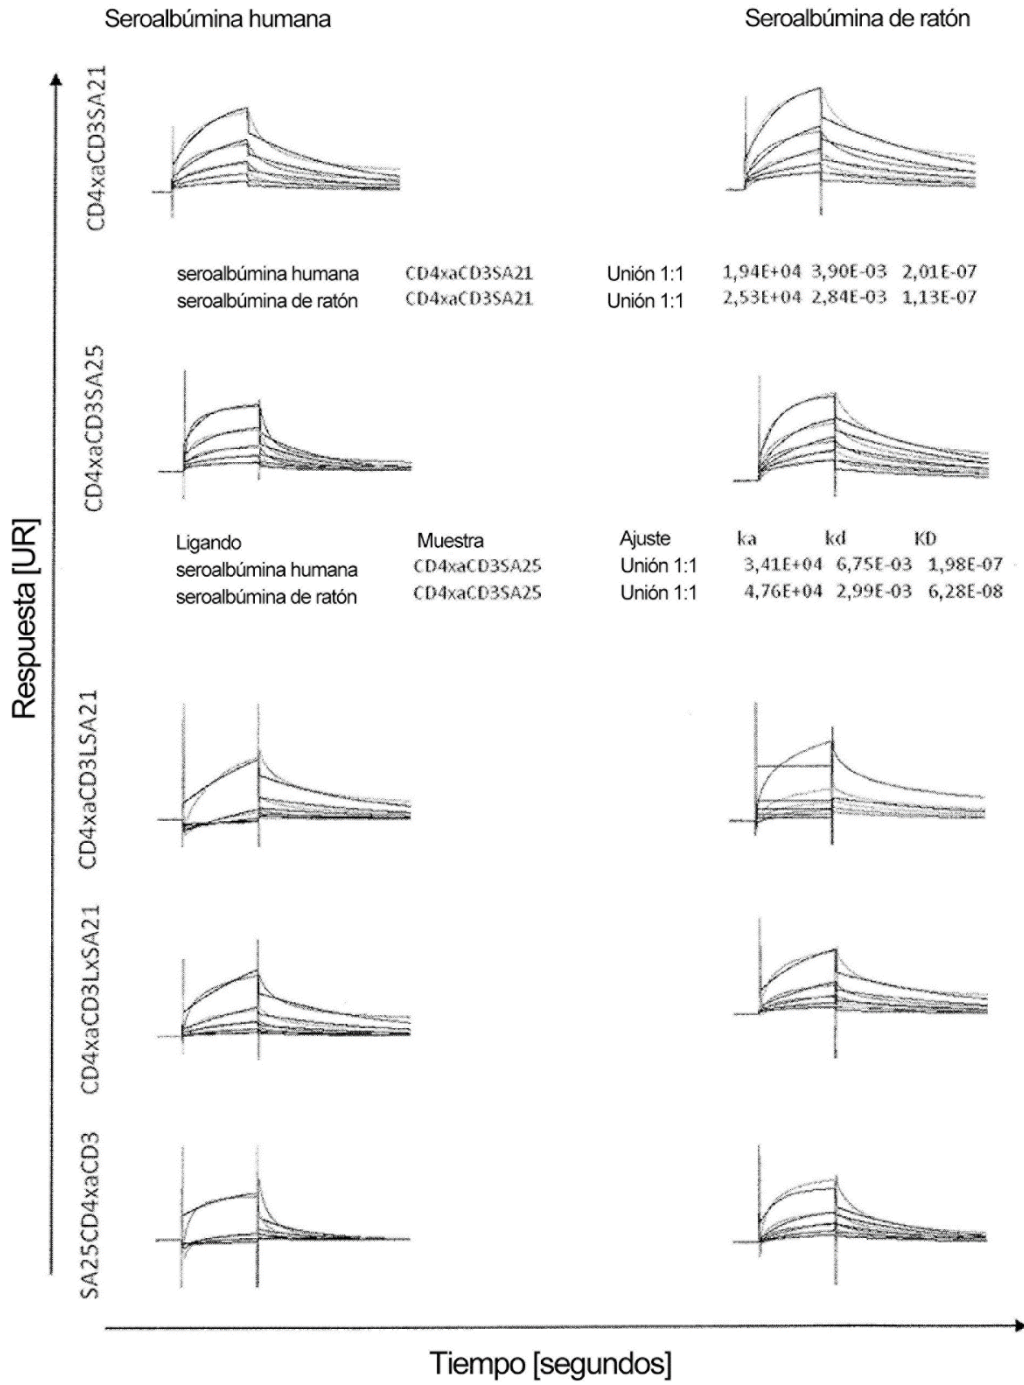 Seroalbúmina humana Seroalbúmina de ratón
CD4xaCD3SA21
seroalbúmina humana CD4xaCD3SA21 Unión 1:1 1,94E+04 3,90E-03 2,01E-07
seroalbúmina de ratón CD4xaCD3SA21 Unión 1:1 2,53E+04 2,84E-03 1,13E-07
CD4xaCD3SA25
Ligando Muestra Ajuste ka kd KD
seroalbúmina humana CD4xaCD3SA25 Unión 1:1 3,41E+04 6,75E-03 1,98E-07
seroalbúmina de ratón CD4xaCD3SA25 Unión 1:1 4,76E+04 2,99E-03 6,28E-08
Respuesta [UR]
CD4xaCD3LSA21
CD4xaCD3LxSA21
SA25CD4xaCD3
Tiempo [segundos]